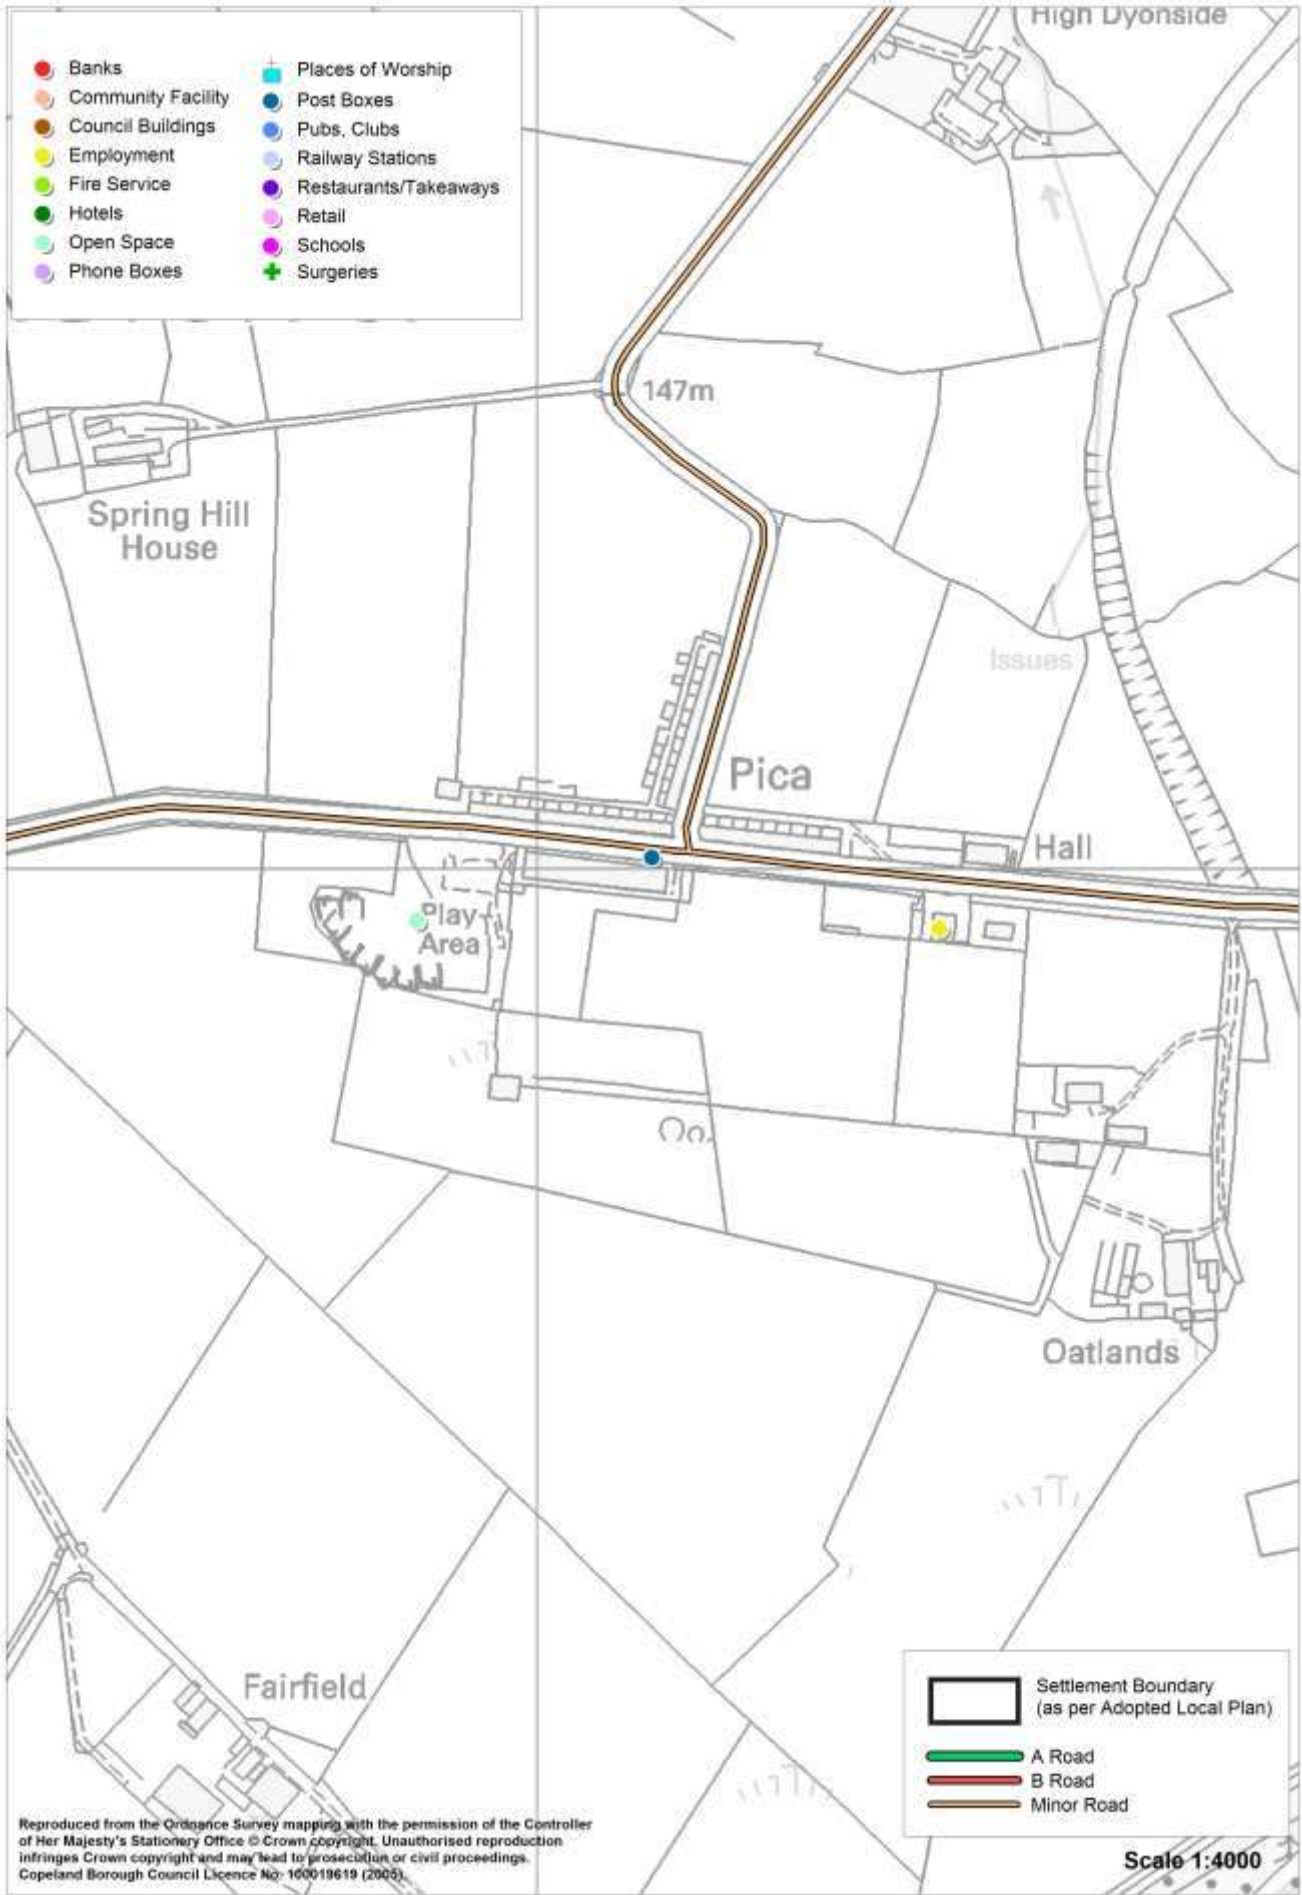 High Dyonside
Banks
Community Facility
Council Buildings
Employment
Fire Service
Hotels
Open Space
Phone Boxes
Places of Worship
Post Boxes
Pubs, Clubs
Railway Stations
Restaurants/Takeaways
Retail
Schools
Surgeries
147m
Spring Hill
House
Issues
Pica
Hall
Play
Area
Oatlands
Fairfield
Settlement Boundary
(as per Adopted Local Plan)
A Road
B Road
Minor Road
Reproduced from the Ordnance Survey mapping with the permission of the Controller
of Her Majesty's Stationery Office © Crown copyright. Unauthorised reproduction
infringes Crown copyright and may lead to prosecution or civil proceedings.
Copeland Borough Council Licence No. 100019619 (2005).
Scale 1:4000